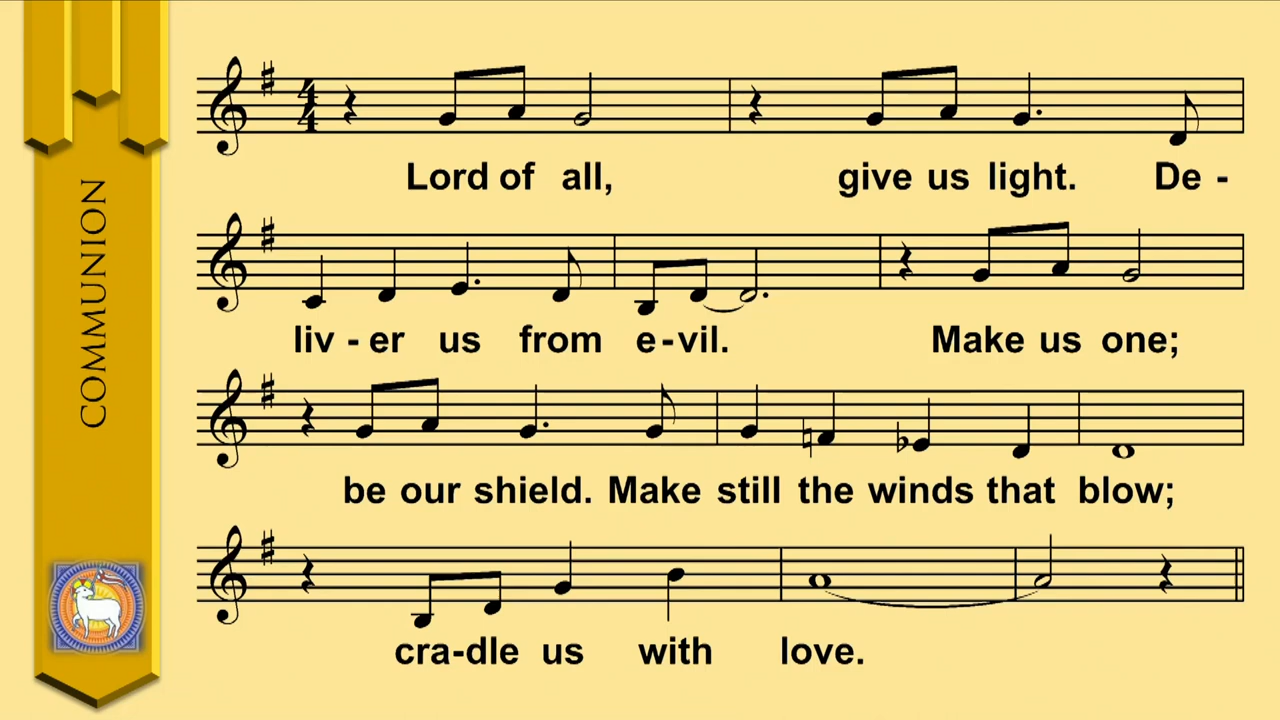 COMMUNION
Lord of all, give us light. De -
liv - er us from e - vil. Make us one;
be our shield. Make still the winds that blow;
cra-dle us with love.